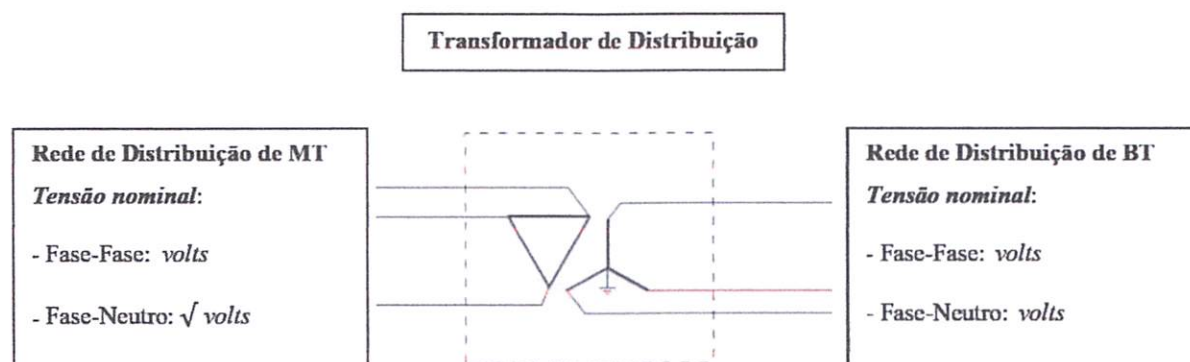 Transformador de Distribuição
Rede de Distribuição de MT
Tensão nominal:
- Fase-Fase: volts
- Fase-Neutro: √ volts
Rede de Distribuição de BT
Tensão nominal:
- Fase-Fase: volts
- Fase-Neutro: volts